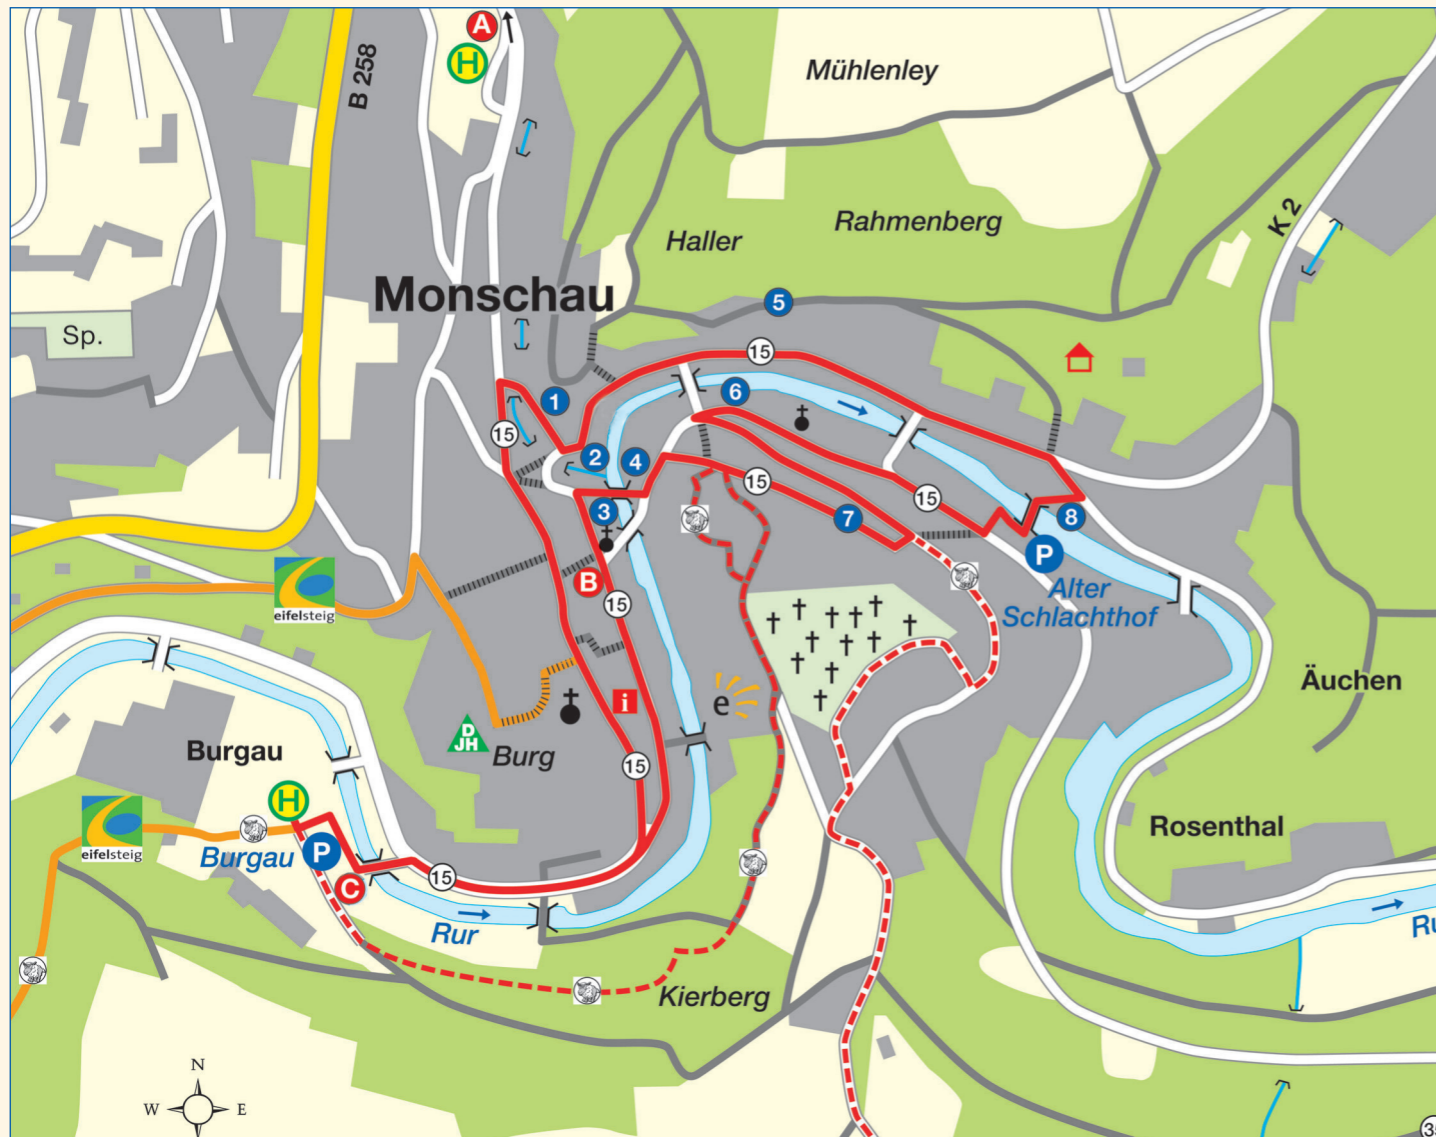 A
H
B 258
Mühlenley
K 2
Haller
Rahmenberg
Monschau
5
Sp.
15
1
6
15
2
4
15
15
3
7
8
P
Alter
Schlachthof
B
15
eifelsteig
e
i
Äuchen
D
JH
Burg
Burgau
15
H
P
Burgau
eifelsteig
C
15
Rosenthal
Rur
Kierberg
N
W
E